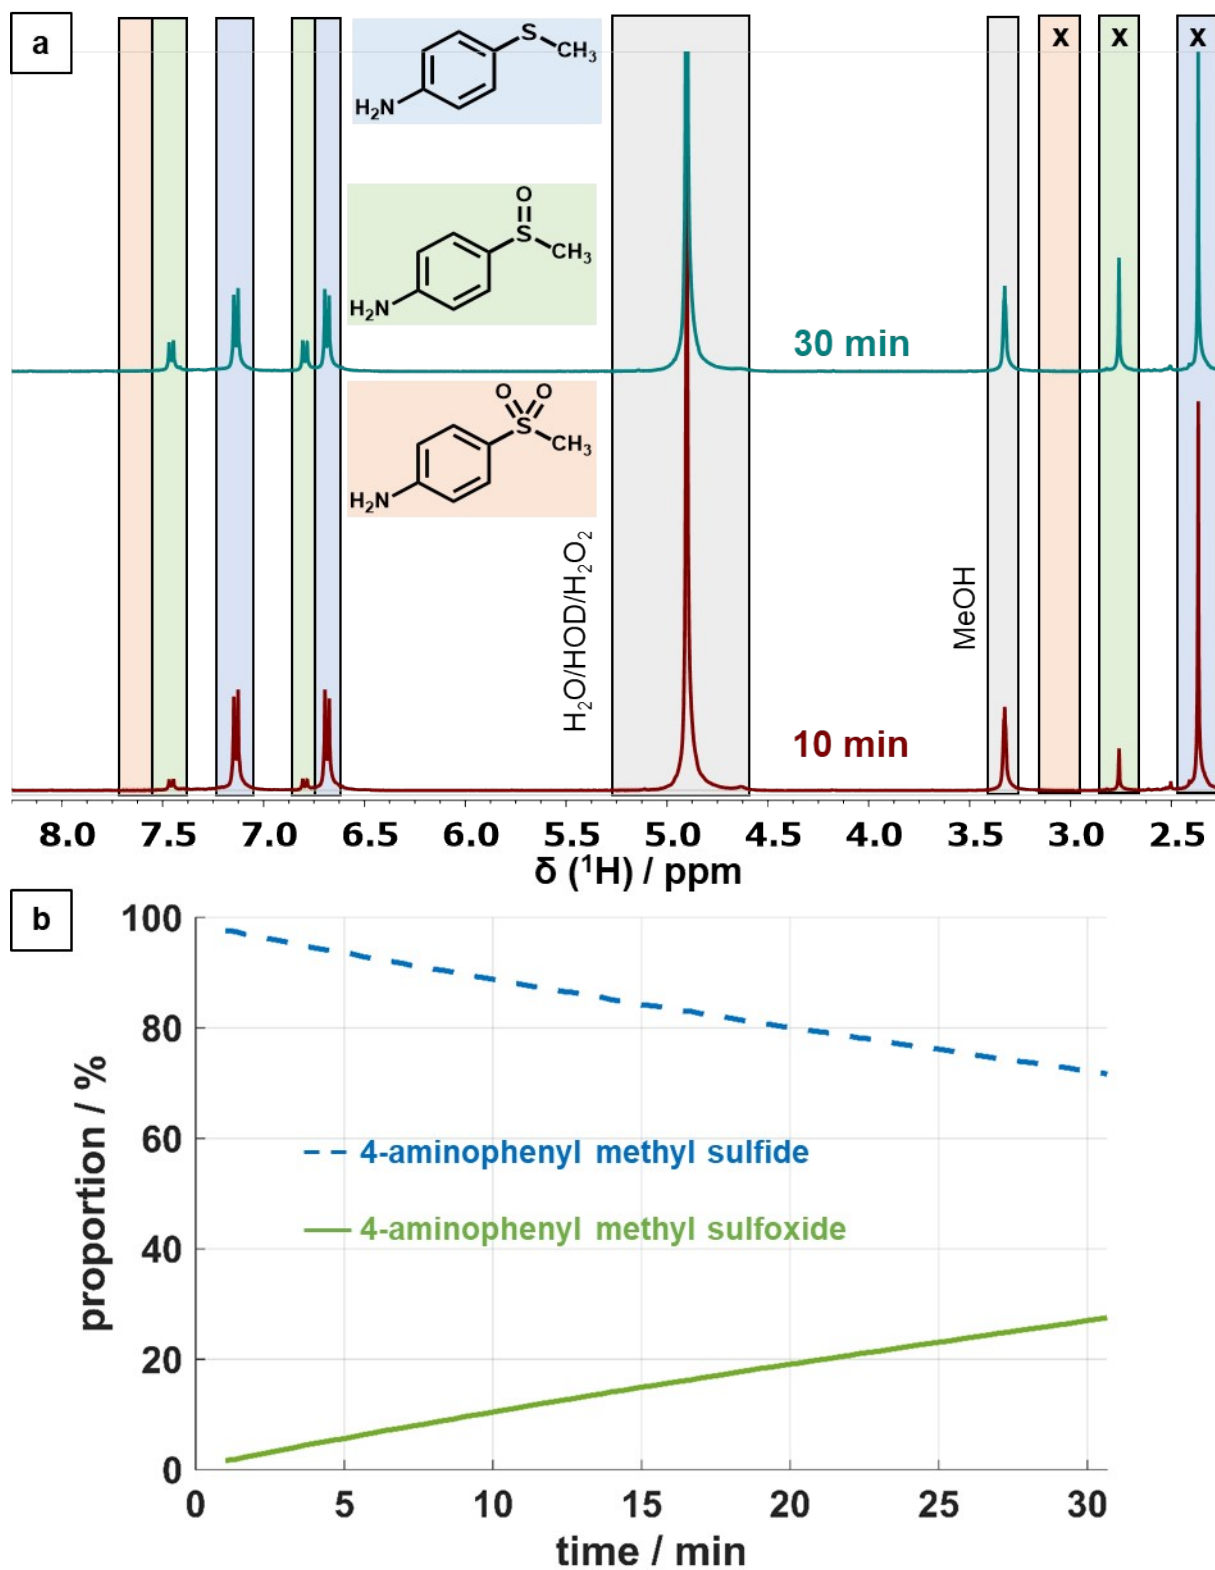 a
x x x
S
CH₃
H₂N
O
S
CH₃
H₂N
30 min
O O
S
CH₃
H₂N
H₂O/HOD/H₂O₂
MeOH
10 min
8.0 7.5 7.0 6.5 6.0 5.5 5.0 4.5 4.0 3.5 3.0 2.5
δ (¹H) / ppm
b
100
80
60
40
20
0
proportion / %
4-aminophenyl methyl sulfide
4-aminophenyl methyl sulfoxide
0 5 10 15 20 25 30
time / min